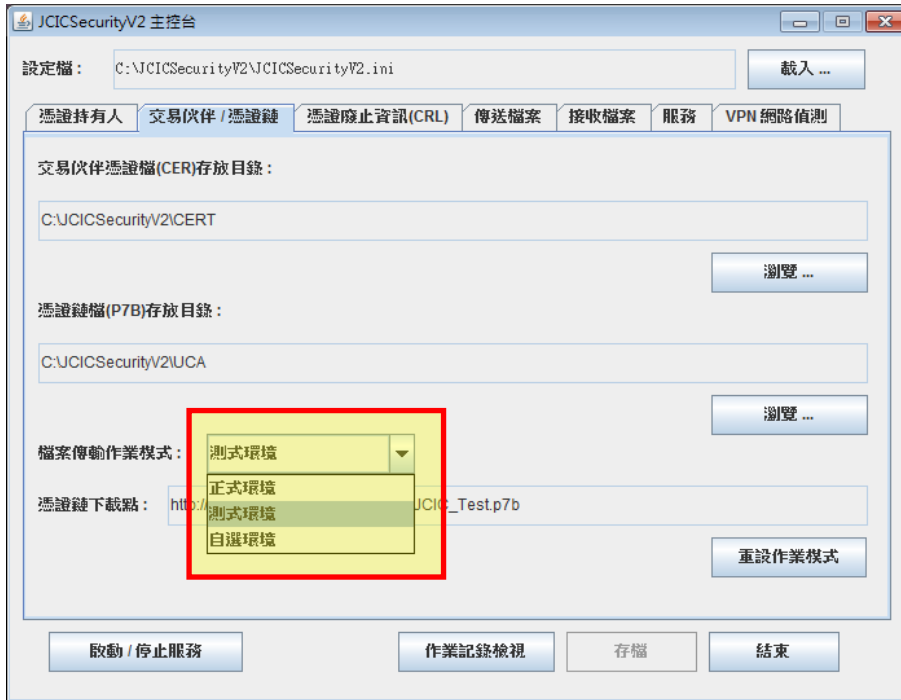 JCICSecurityV2 主控台
設定檔： C:\JCICSecurityV2\JCICSecurityV2.ini 載入 ...
憑證持有人 交易伙伴 / 憑證鏈 憑證廢止資訊(CRL) 傳送檔案 接收檔案 服務 VPN 網路偵測
交易伙伴憑證檔(CER)存放目錄：
C:\JCICSecurityV2\CERT
瀏覽 ...
憑證鏈檔(P7B)存放目錄：
C:\JCICSecurityV2\UCA
瀏覽 ...
檔案傳輸作業模式： 測式環境
正式環境
憑證鏈下載點： http:/ 測式環境 JCIC_Test.p7b
自選環境
重設作業模式
啟動 / 停止服務 作業記錄檢視 存檔 結束